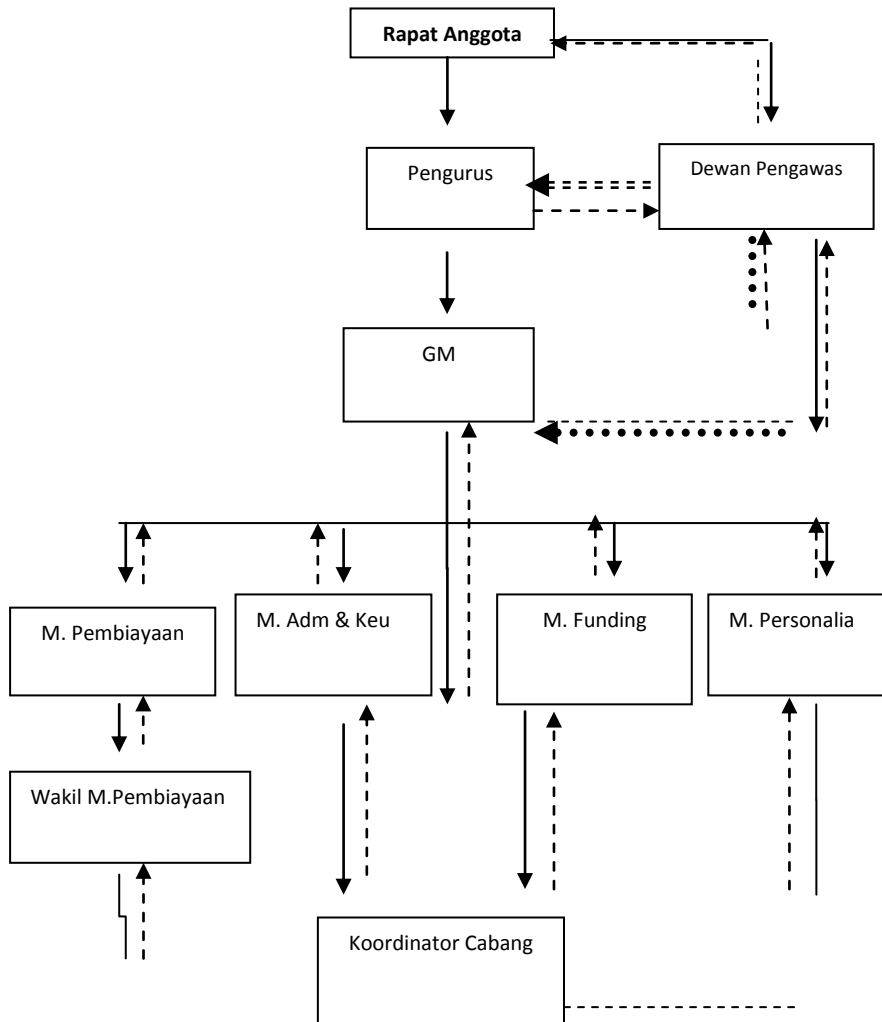 Rapat Anggota
Pengurus
Dewan Pengawas
GM
M. Pembiayaan
M. Adm & Keu
M. Funding
M. Personalia
Wakil M.Pembiayaan
Koordinator Cabang